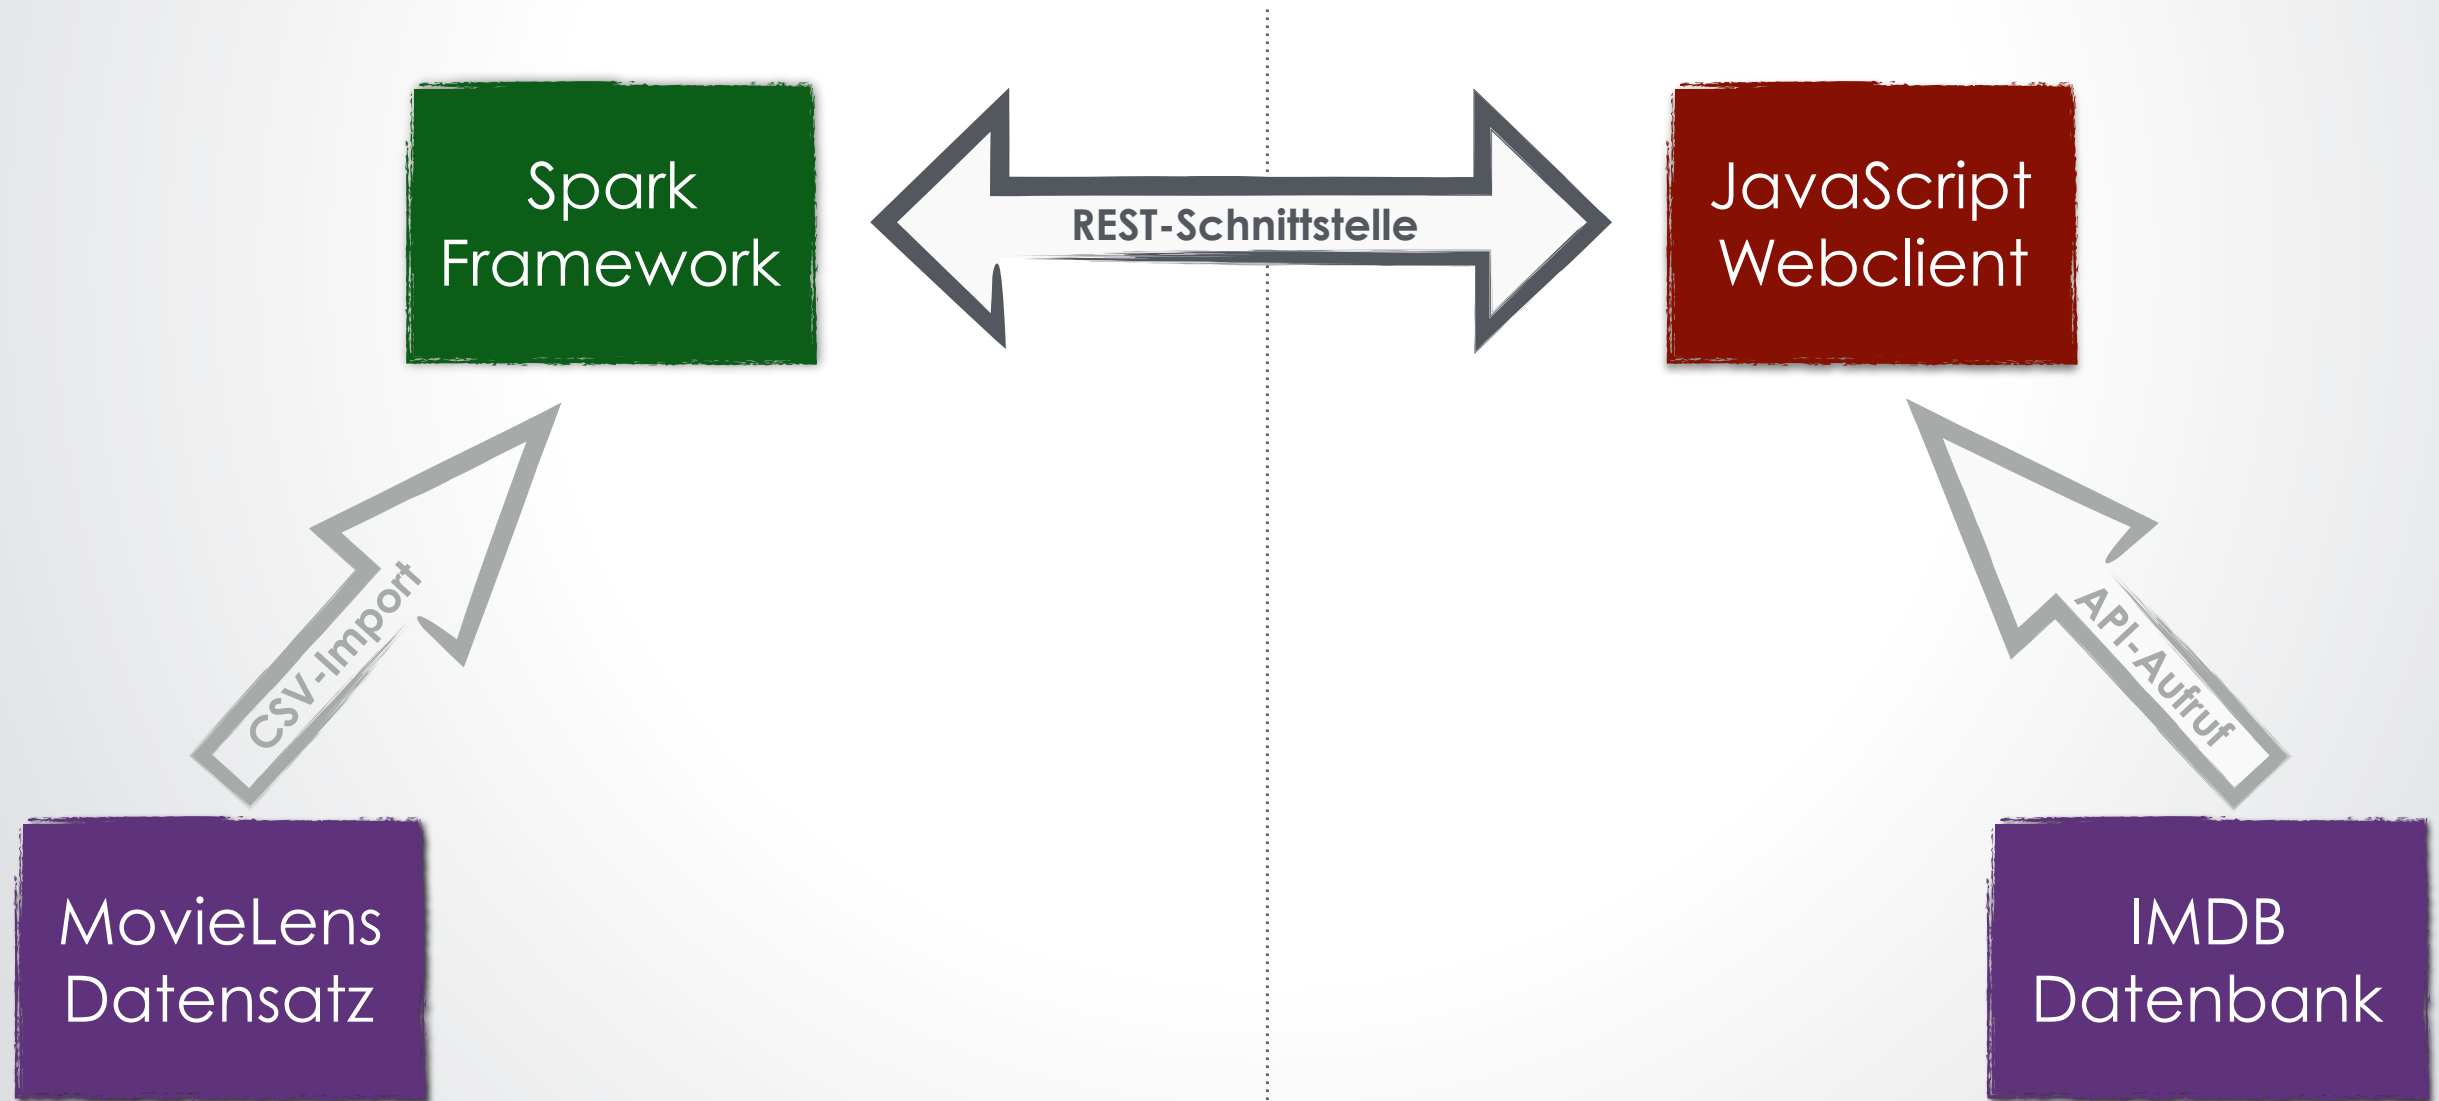 Spark
Framework
REST-Schnittstelle
JavaScript
Webclient
CSV-Import
API-Aufruf
MovieLens
Datensatz
IMDB
Datenbank